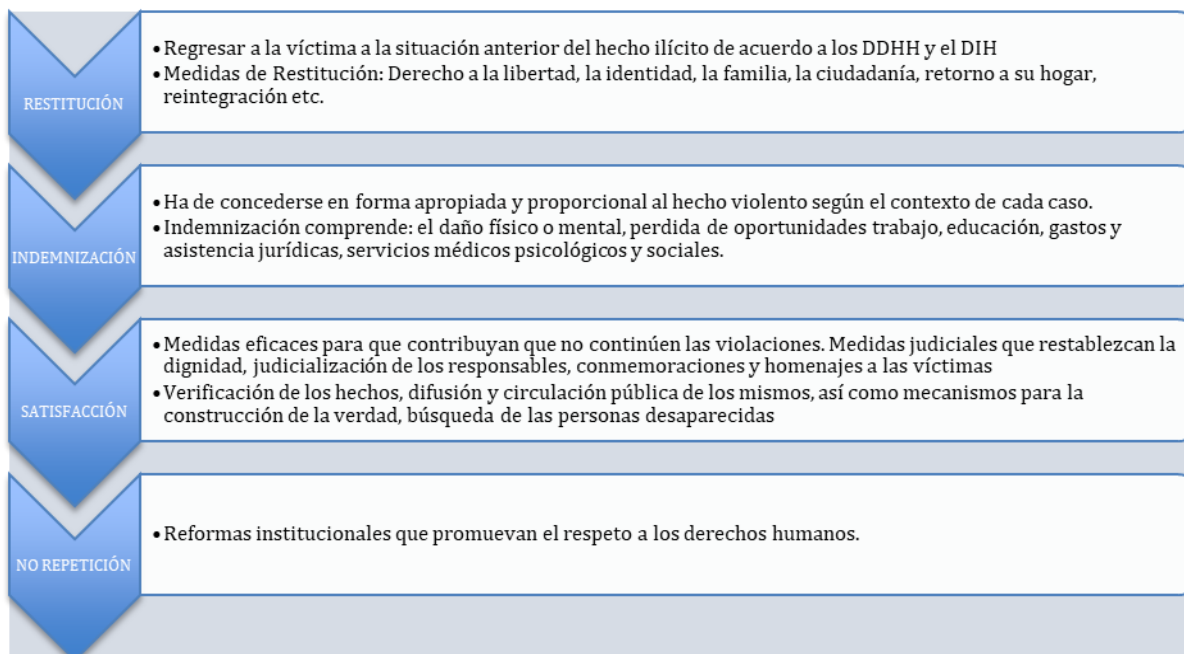 RESTITUCIÓN
• Regresar a la víctima a la situación anterior del hecho ilícito de acuerdo a los DDHH y el DIH
• Medidas de Restitución: Derecho a la libertad, la identidad, la familia, la ciudadanía, retorno a su hogar,
reintegración etc.
INDEMNIZACIÓN
• Ha de concederse en forma apropiada y proporcional al hecho violento según el contexto de cada caso.
• Indemnización comprende: el daño físico o mental, perdida de oportunidades trabajo, educación, gastos y
asistencia jurídicas, servicios médicos psicológicos y sociales.
SATISFACCIÓN
• Medidas eficaces para que contribuyan que no continúen las violaciones. Medidas judiciales que restablezcan la
dignidad, judicialización de los responsables, conmemoraciones y homenajes a las víctimas
• Verificación de los hechos, difusión y circulación pública de los mismos, así como mecanismos para la
construcción de la verdad, búsqueda de las personas desaparecidas
NO REPETICIÓN
• Reformas institucionales que promuevan el respeto a los derechos humanos.